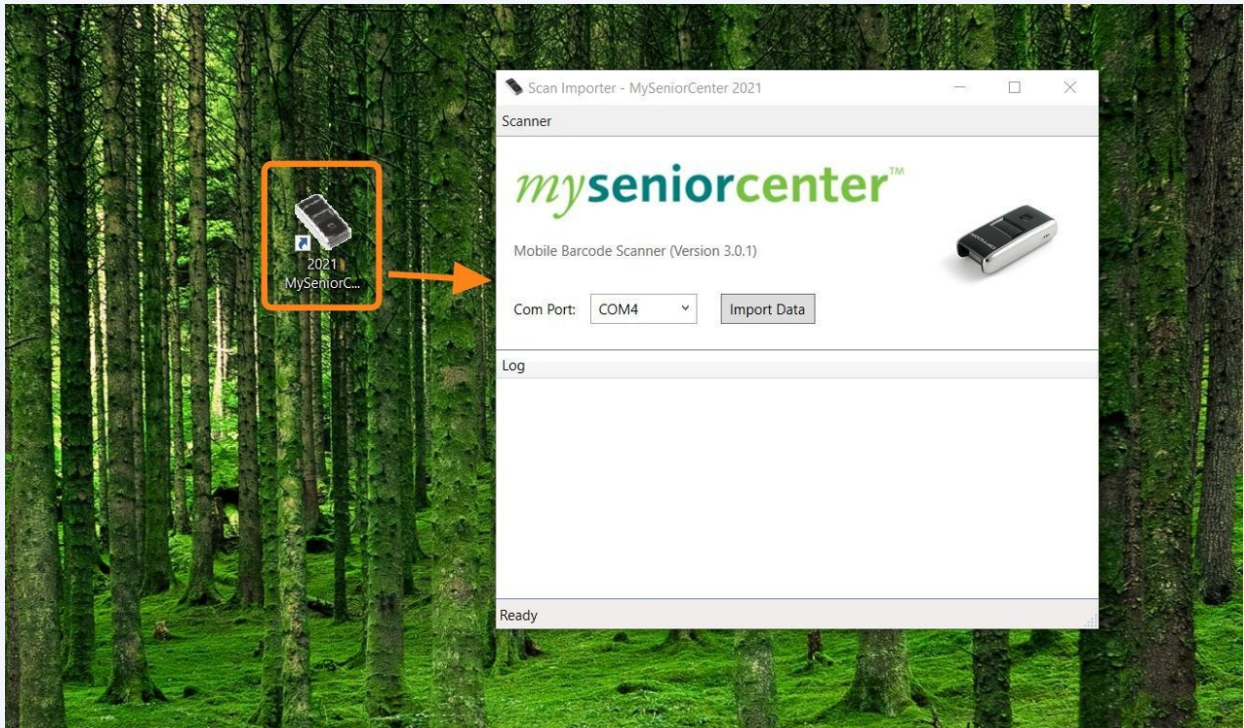 2021
MySeniorC...
Scan Importer - MySeniorCenter 2021
Scanner
myseniorcenter™
Mobile Barcode Scanner (Version 3.0.1)
Com Port: COM4 Import Data
Log
Ready